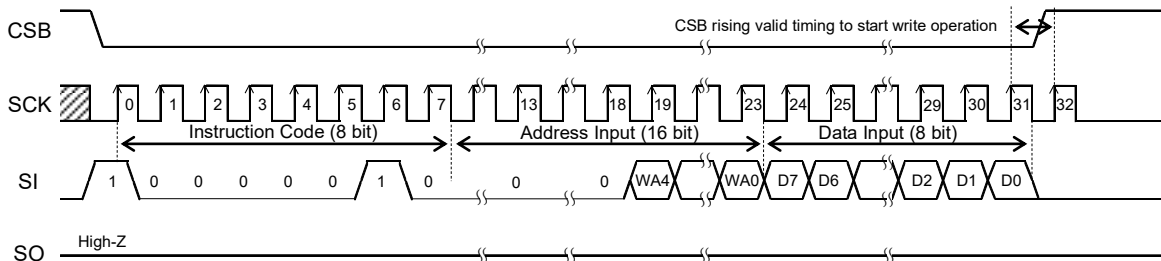 CSB
CSB rising valid timing to start write operation
SCK
0 1 2 3 4 5 6 7 13 18 19 23 24 25 29 30 31 32
Instruction Code (8 bit) Address Input (16 bit) Data Input (8 bit)
SI
1 0 0 0 0 0 1 0 0 0 WA4 WA0 D7 D6 D2 D1 D0
High-Z
SO